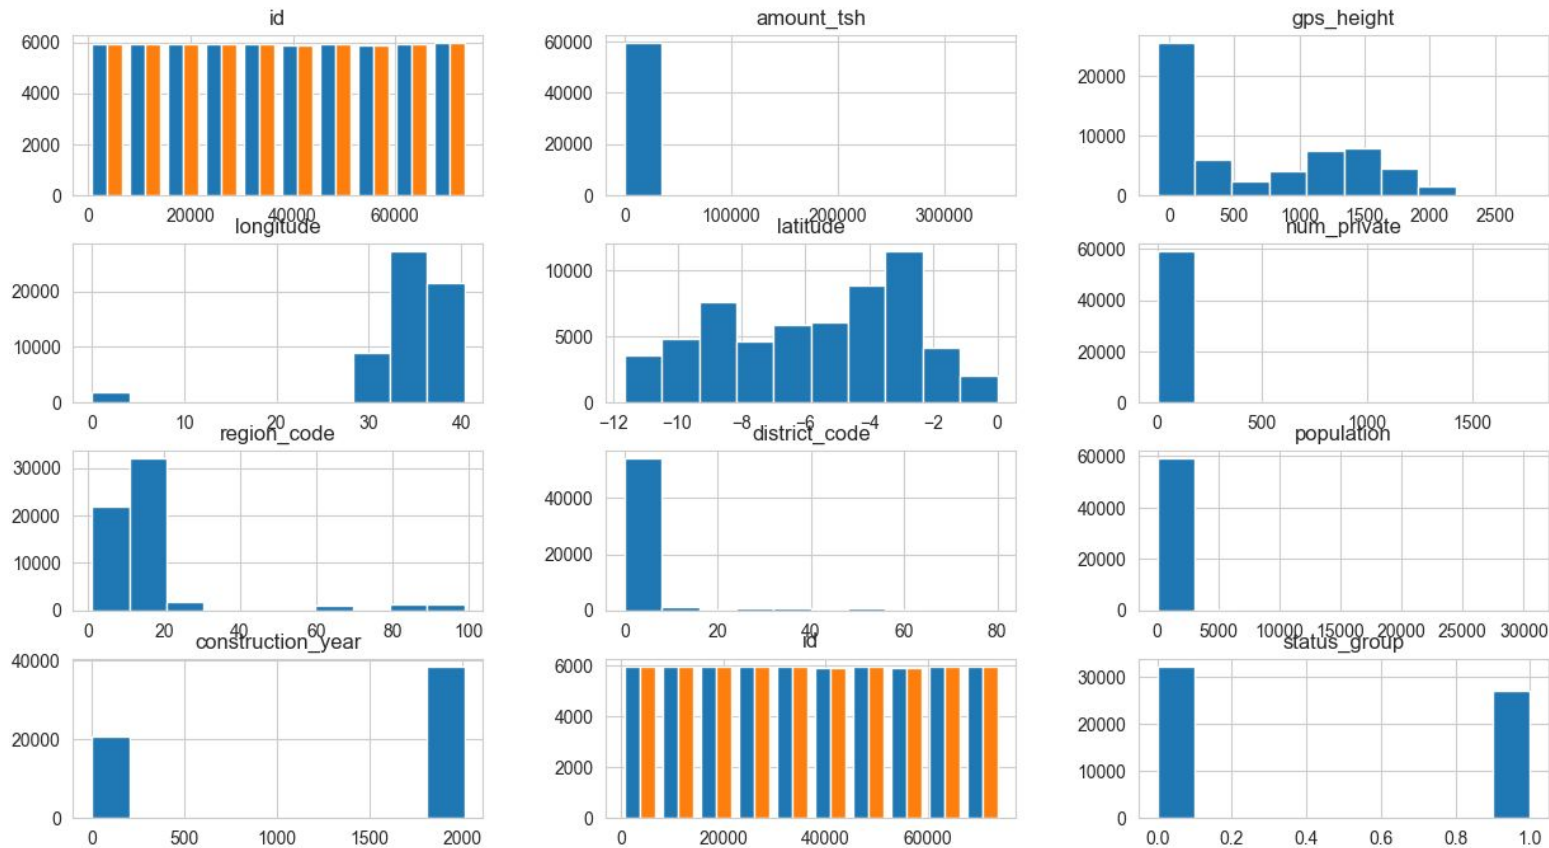 id
6000
4000
2000
0
0 20000 40000 60000
amount_tsh
60000
40000
20000
0
0 100000 200000 300000
gps_height
20000
10000
0
0 500 1000 1500 2000 2500
longitude
20000
10000
0
0 10 20 30 40
latitude
10000
5000
0
−12 −10 −8 −6 −4 −2 0
num_private
60000
40000
20000
0
0 500 1000 1500
region_code
30000
20000
10000
0
0 20 40 60 80 100
district_code
40000
20000
0
0 20 40 60 80
population
60000
40000
20000
0
0 5000 10000 15000 20000 25000 30000
construction_year
40000
20000
0
0 500 1000 1500 2000
id
6000
4000
2000
0
0 20000 40000 60000
status_group
30000
20000
10000
0
0.0 0.2 0.4 0.6 0.8 1.0